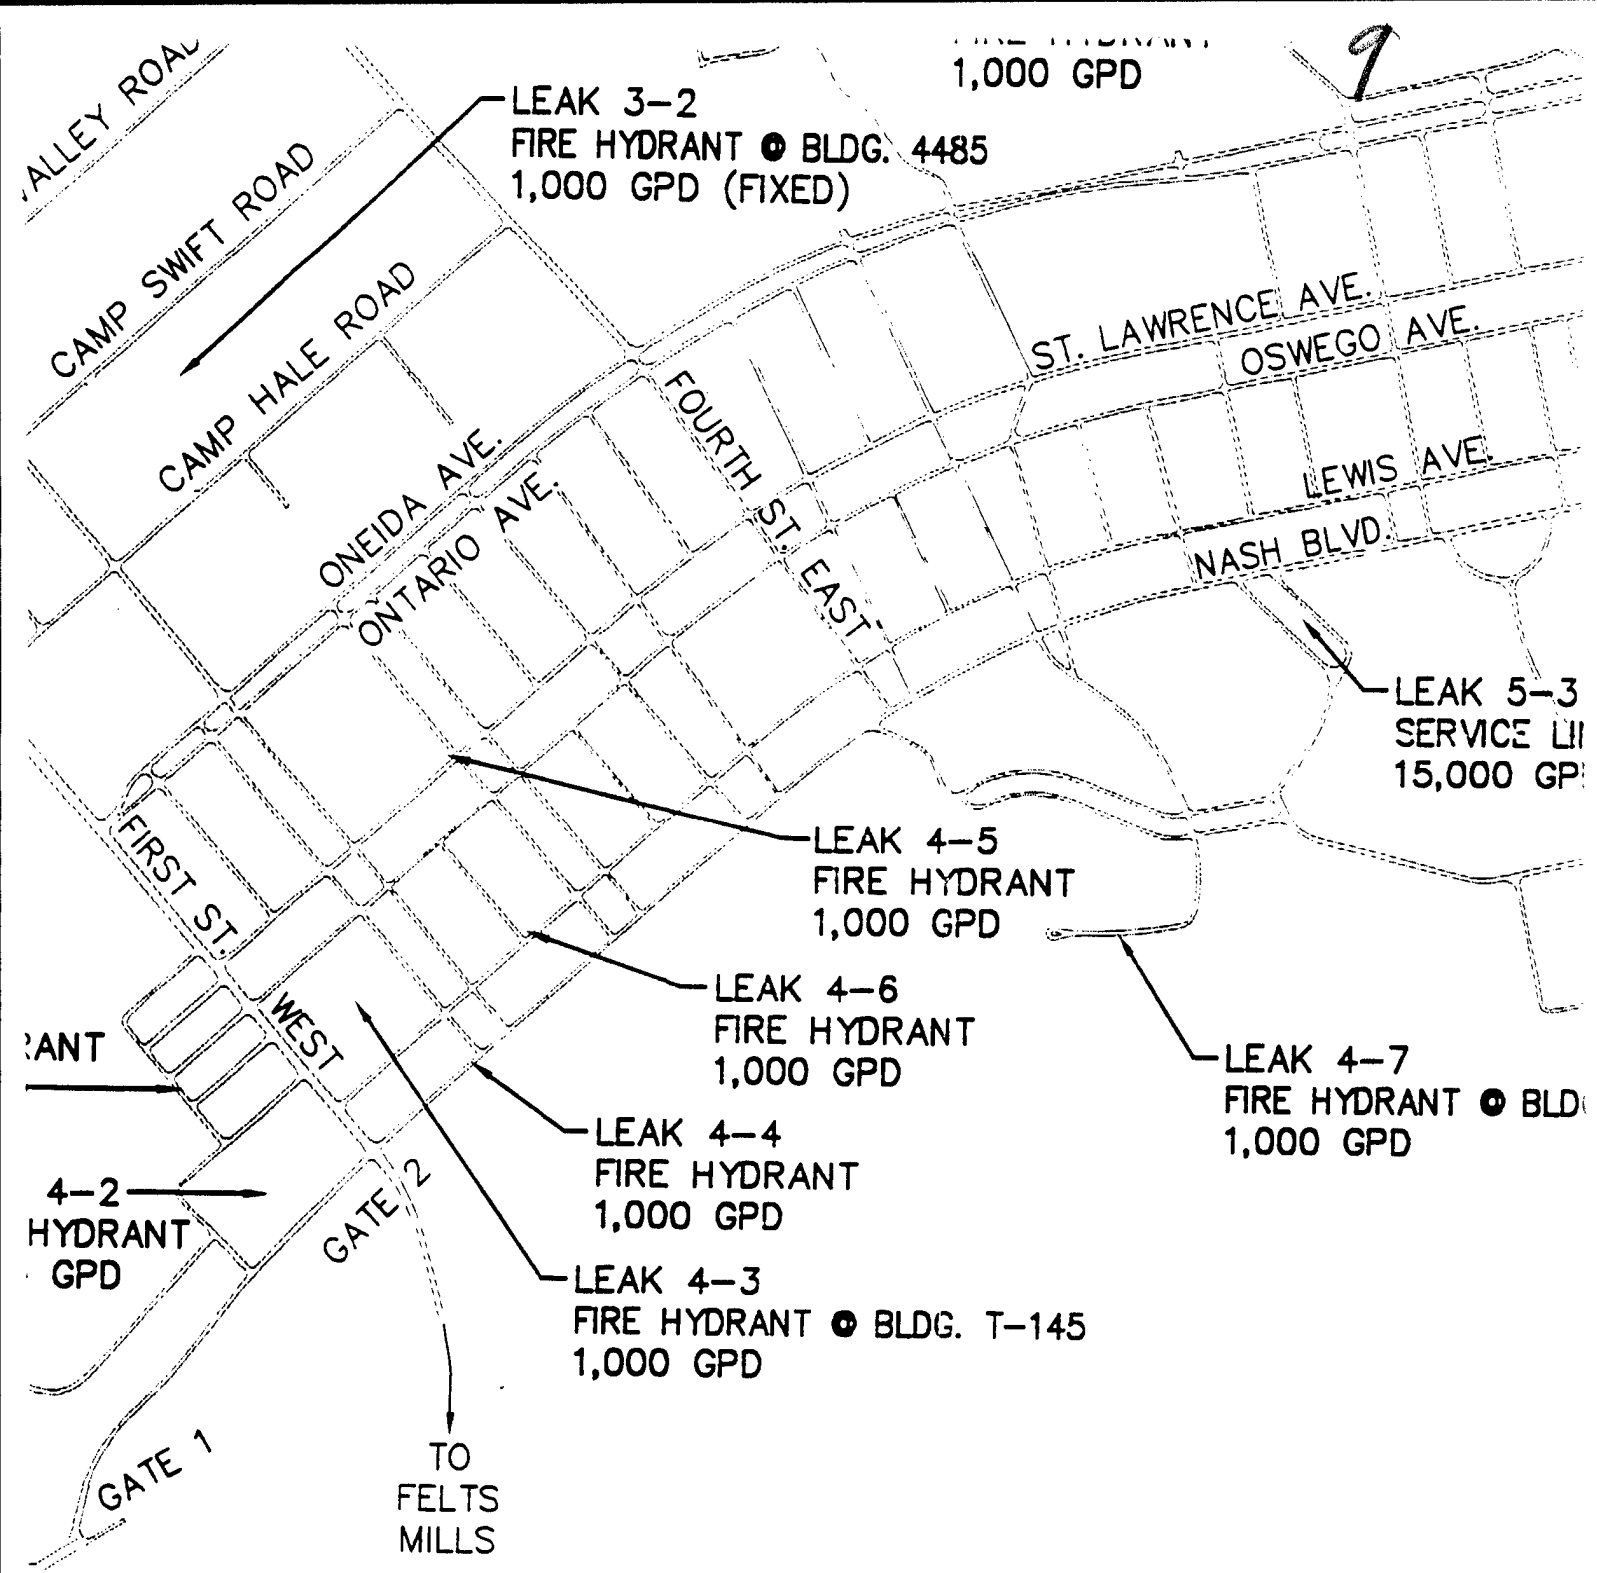 1,000 GPD
9
LEAK 3-2
FIRE HYDRANT @ BLDG. 4485
1,000 GPD (FIXED)
ROAD
CAMP SWIFT ROAD
CAMP HALE ROAD
ONEIDA AVE.
ONTARIO AVE.
FOURTH ST. EAST
ST. LAWRENCE AVE.
OSWEGO AVE.
LEWIS AVE.
NASH BLVD.
LEAK 5-3
SERVICE
15,000
LEAK 4-5
FIRE HYDRANT
1,000 GPD
FIRST ST. WEST
LEAK 4-6
FIRE HYDRANT
1,000 GPD
LEAK 4-7
FIRE HYDRANT @
1,000 GPD
LEAK 4-4
FIRE HYDRANT
1,000 GPD
4-2
HYDRANT
GPD
GATE 2
LEAK 4-3
FIRE HYDRANT @ BLDG. T-145
1,000 GPD
GATE 1
TO
FELTS
MILLS